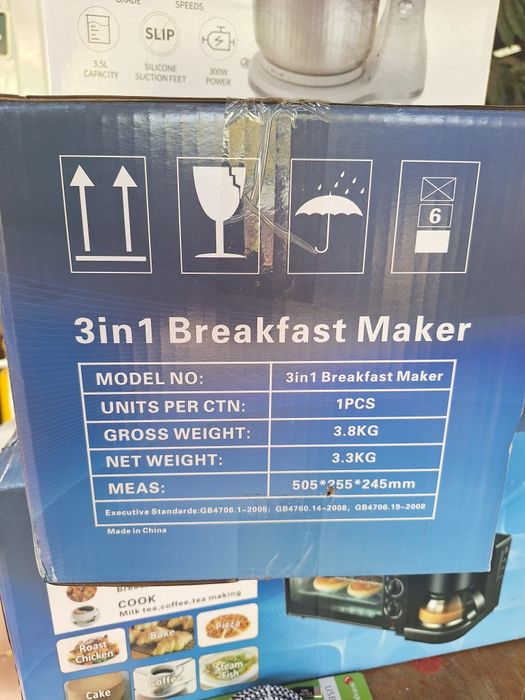 GRADE
SPEEDS
SLIP
3.5L
CAPACITY
SILICONE
SUCTION FEET
300W
POWER
6
3in1 Breakfast Maker
MODEL NO: 3in1 Breakfast Maker
UNITS PER CTN: 1PCS
GROSS WEIGHT: 3.8KG
NET WEIGHT: 3.3KG
MEAS: 505*255*245mm
Executive Standards:GB4706.1-2005; GB4760.14-2008, GB4706.19-2008
Made in China
COOK
Milk tea,coffee,tea making
Roast
Chicken
Bake
Pizza
Cake
Coffee
Steam
Fish